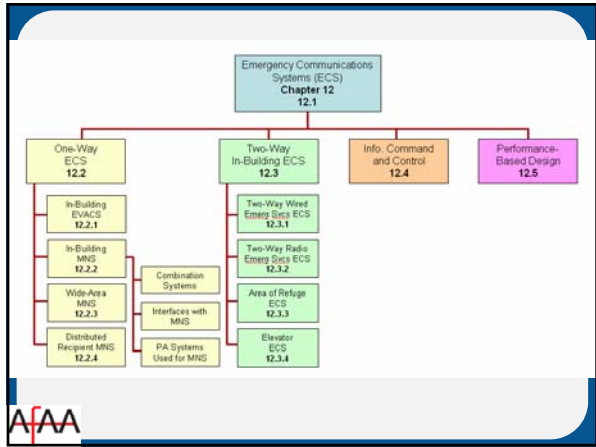 Emergency Communications
Systems (ECS)
Chapter 12
12.1
One-Way
ECS
12.2
Two-Way
In-Building ECS
12.3
Info. Command
and Control
12.4
Performance-
Based Design
12.5
In-Building
EVACS
12.2.1
In-Building
MNS
12.2.2
Wide-Area
MNS
12.2.3
Distributed
Recipient MNS
12.2.4
Combination
Systems
Interfaces with
MNS
PA Systems
Used for MNS
Two-Way Wired
Emerg Svcs ECS
12.3.1
Two-Way Radio
Emerg Svcs ECS
12.3.2
Area of Refuge
ECS
12.3.3
Elevator
ECS
12.3.4
AfAA